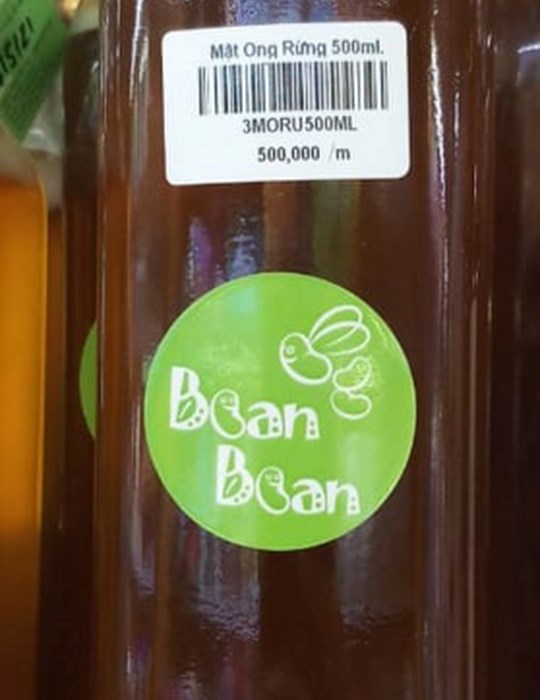 Mật Ong Rừng 500ml.
3MORU500ML
500,000 /m
Bean
Bean